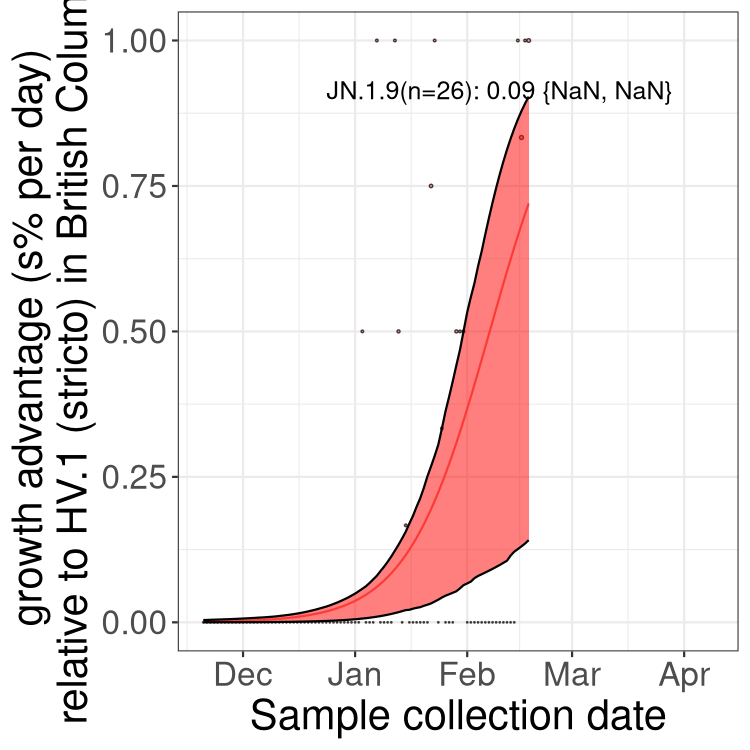 growth advantage (s% per day)
relative to HV.1 (stricto) in British Colum
1.00
0.75
0.50
0.25
0.00
JN.1.9(n=26): 0.09 {NaN, NaN}
Dec Jan Feb Mar Apr
Sample collection date